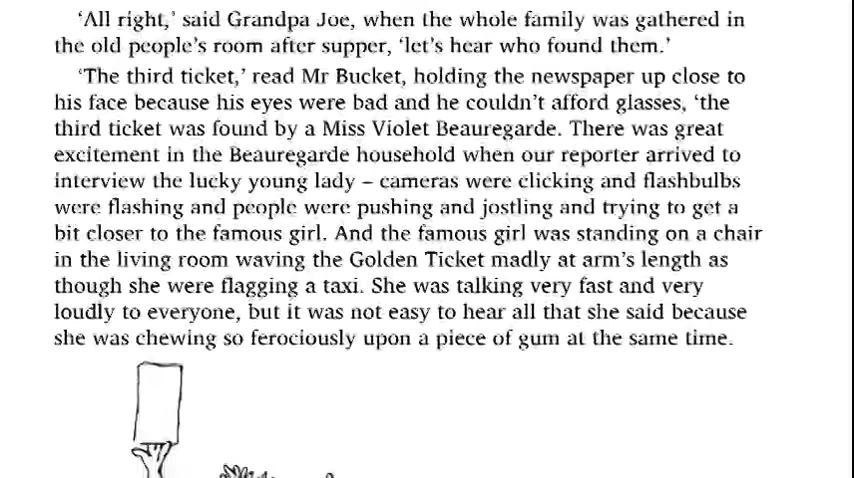 ‘All right,’ said Grandpa Joe, when the whole family was gathered in
the old people’s room after supper, ‘let’s hear who found them.’
‘The third ticket,’ read Mr Bucket, holding the newspaper up close to
his face because his eyes were bad and he couldn’t afford glasses, ‘the
third ticket was found by a Miss Violet Beauregarde. There was great
excitement in the Beauregarde household when our reporter arrived to
interview the lucky young lady – cameras were clicking and flashbulbs
were flashing and people were pushing and jostling and trying to get a
bit closer to the famous girl. And the famous girl was standing on a chair
in the living room waving the Golden Ticket madly at arm’s length as
though she were flagging a taxi. She was talking very fast and very
loudly to everyone, but it was not easy to hear all that she said because
she was chewing so ferociously upon a piece of gum at the same time.